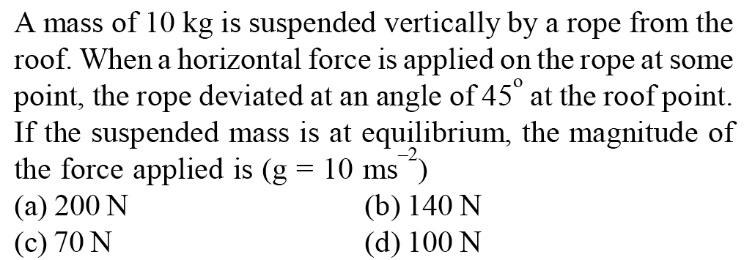 A mass of 10 kg is suspended vertically by a rope from the
roof. When a horizontal force is applied on the rope at some
point, the rope deviated at an angle of 45° at the roof point.
If the suspended mass is at equilibrium, the magnitude of
the force applied is (g = 10 ms⁻²)
(a) 200 N (b) 140 N
(c) 70 N (d) 100 N